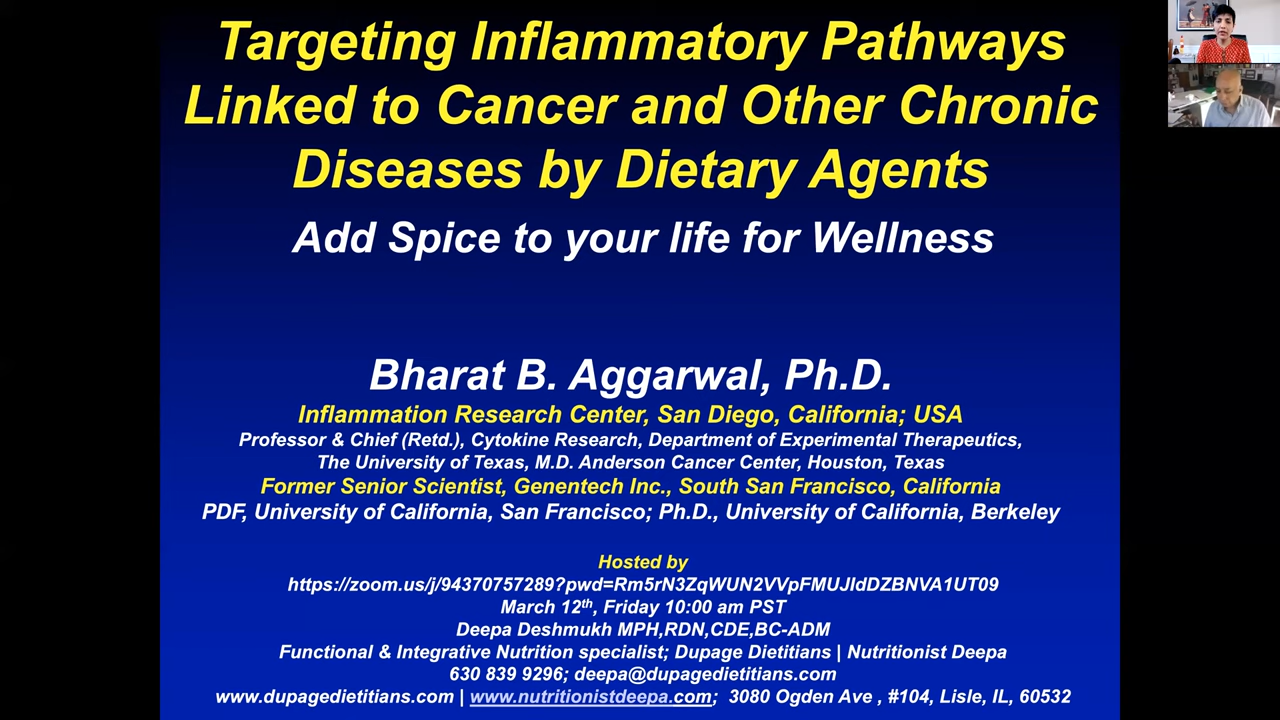 Targeting Inflammatory Pathways
Linked to Cancer and Other Chronic
Diseases by Dietary Agents
Add Spice to your life for Wellness
Bharat B. Aggarwal, Ph.D.
Inflammation Research Center, San Diego, California; USA
Professor & Chief (Retd.), Cytokine Research, Department of Experimental Therapeutics,
The University of Texas, M.D. Anderson Cancer Center, Houston, Texas
Former Senior Scientist, Genentech Inc., South San Francisco, California
PDF, University of California, San Francisco; Ph.D., University of California, Berkeley
Hosted by
https://zoom.us/j/94370757289?pwd=Rm5rN3ZqWUN2VVpFMUJIdDZBNVA1UT09
March 12th, Friday 10:00 am PST
Deepa Deshmukh MPH,RDN,CDE,BC-ADM
Functional & Integrative Nutrition specialist; Dupage Dietitians | Nutritionist Deepa
630 839 9296; deepa@dupagedietitians.com
www.dupagedietitians.com | www.nutritionistdeepa.com; 3080 Ogden Ave , #104, Lisle, IL, 60532